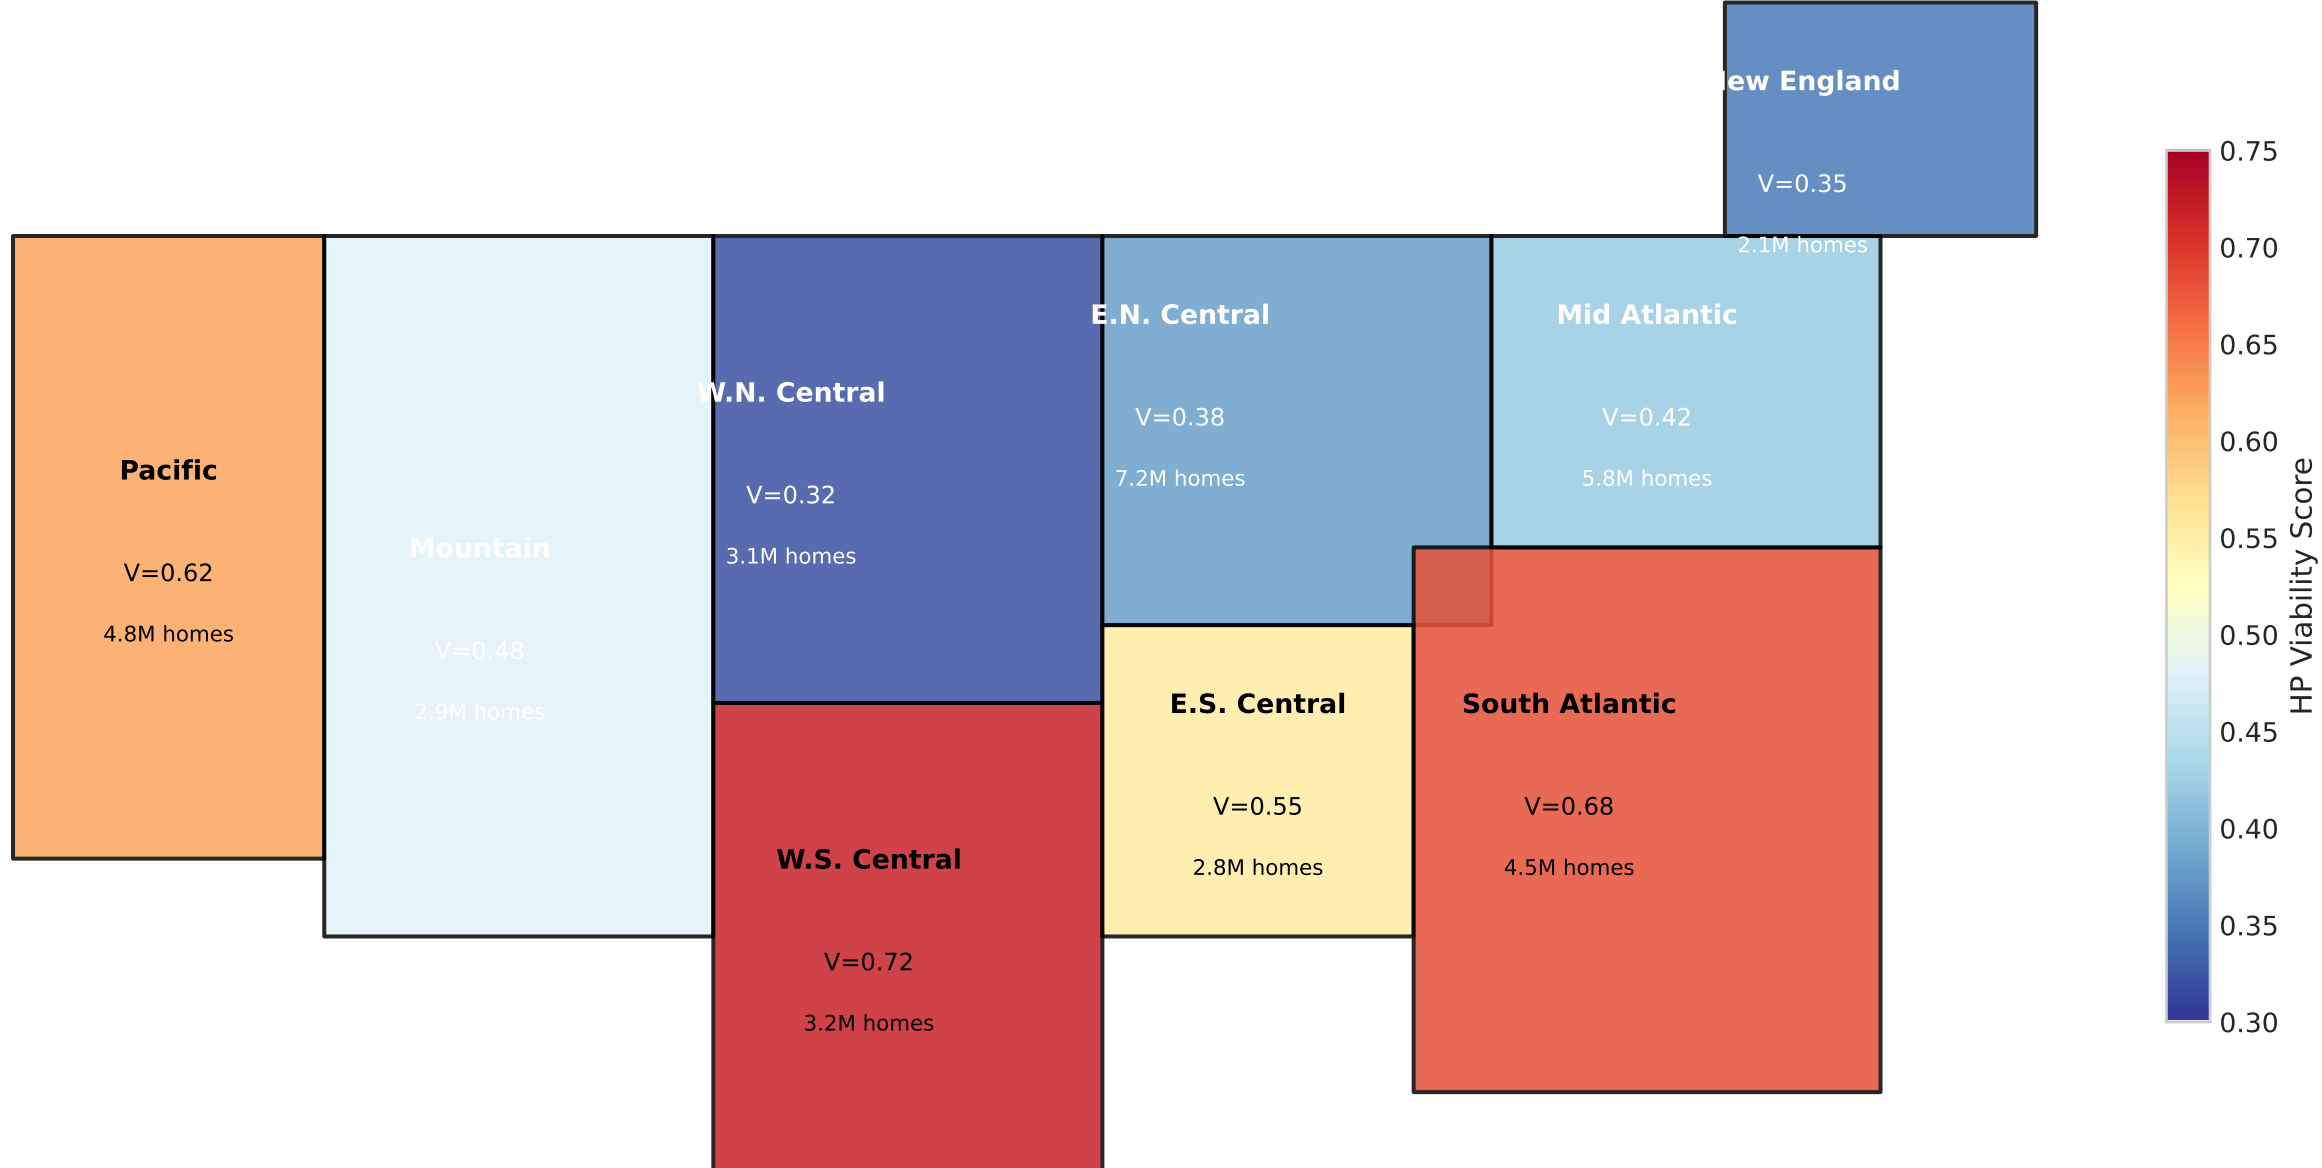 ew England
V=0.35
2.1M homes
Pacific
V=0.62
4.8M homes
Mountain
V=0.48
2.9M homes
W.N. Central
V=0.32
3.1M homes
E.N. Central
V=0.38
7.2M homes
Mid Atlantic
V=0.42
5.8M homes
W.S. Central
V=0.72
3.2M homes
E.S. Central
V=0.55
2.8M homes
South Atlantic
V=0.68
4.5M homes
0.75
0.70
0.65
0.60
0.55
0.50
0.45
0.40
0.35
0.30
HP Viability Score